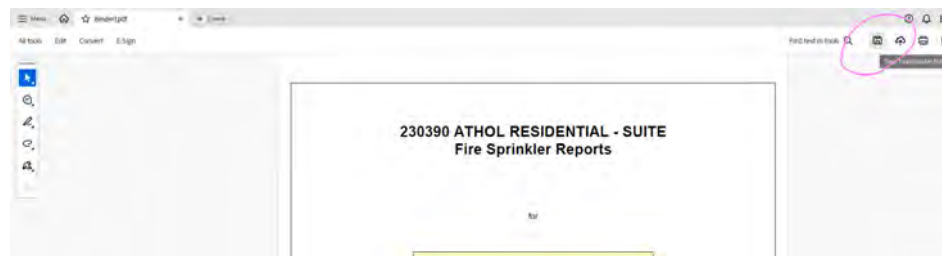 Menu
Binder1.pdf
+ Create
All tools Edit Convert E-Sign
Find text or tools
230390 ATHOL RESIDENTIAL - SUITE
Fire Sprinkler Reports
for